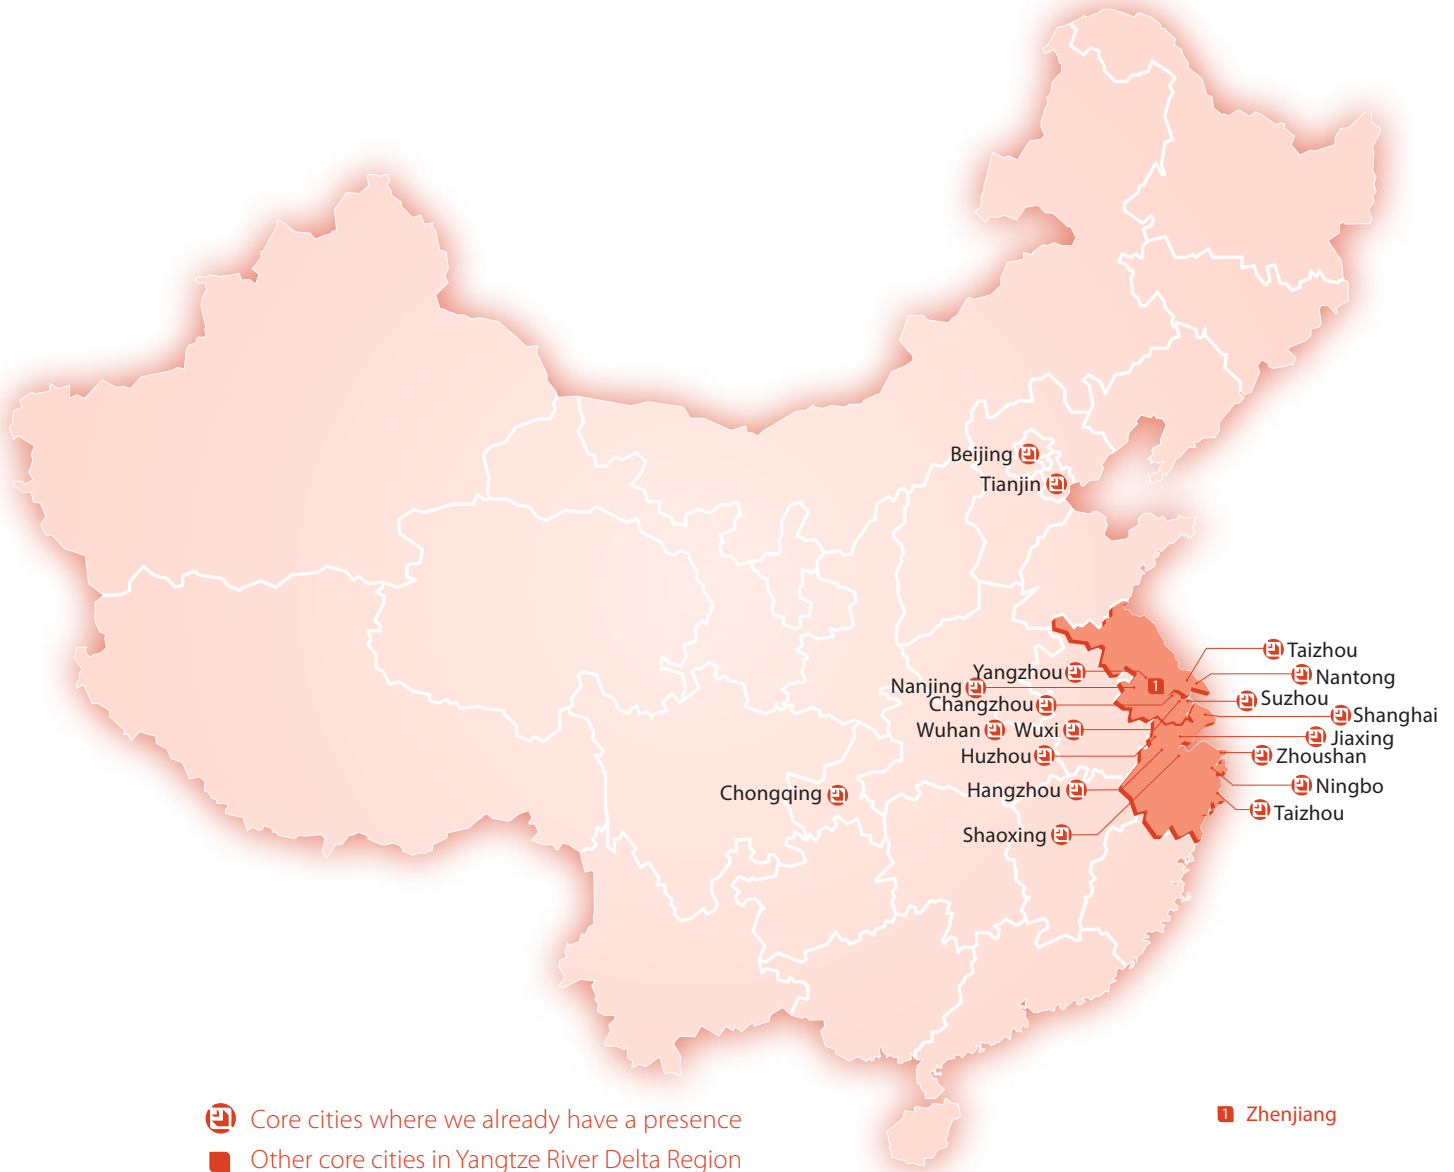 Beijing
Tianjin
Taizhou
Yangzhou
Nantong
Nanjing
1
Suzhou
Changzhou
Shanghai
Wuhan
Wuxi
Jiaxing
Huzhou
Zhoushan
Chongqing
Hangzhou
Ningbo
Taizhou
Shaoxing
Core cities where we already have a presence
1 Zhenjiang
Other core cities in Yangtze River Delta Region